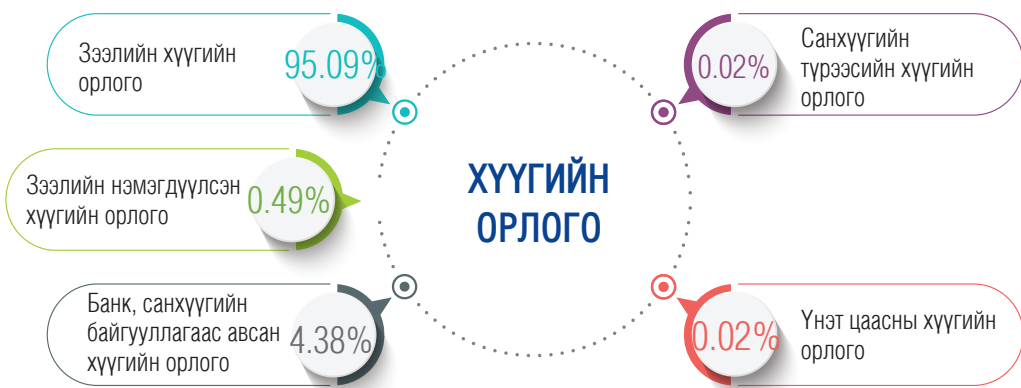 Зээлийн хүүгийн
орлого
95.09%
Зээлийн нэмэгдүүлсэн
хүүгийн орлого
0.49%
Банк, санхүүгийн
байгууллагаас авсан
хүүгийн орлого
4.38%
ХҮҮГИЙН
ОРЛОГО
0.02%
Санхүүгийн
түрээсийн хүүгийн
орлого
0.02%
Үнэт цаасны хүүгийн
орлого